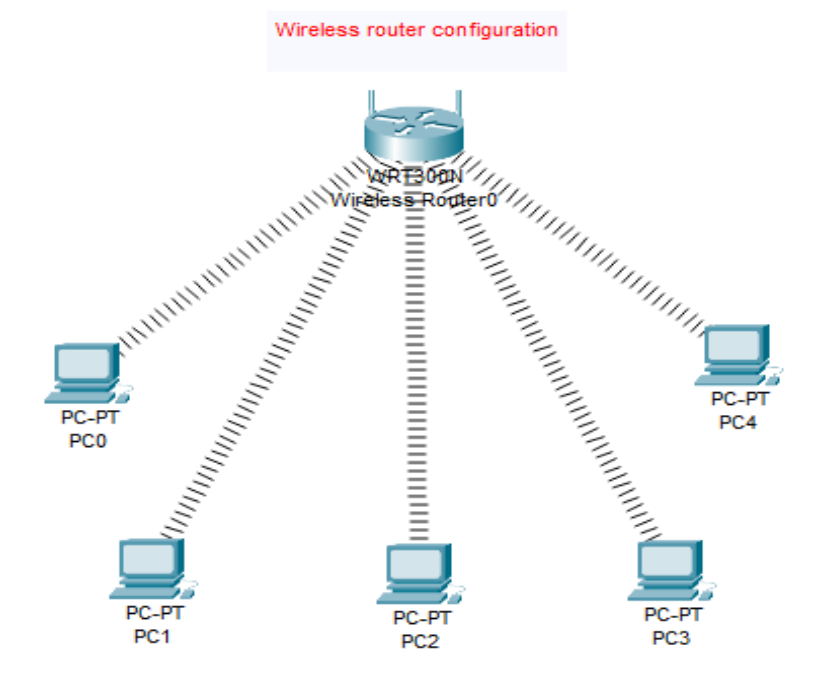 Wireless router configuration
WRT300N
Wireless Router0
PC-PT
PC0
PC-PT
PC4
PC-PT
PC1
PC-PT
PC2
PC-PT
PC3